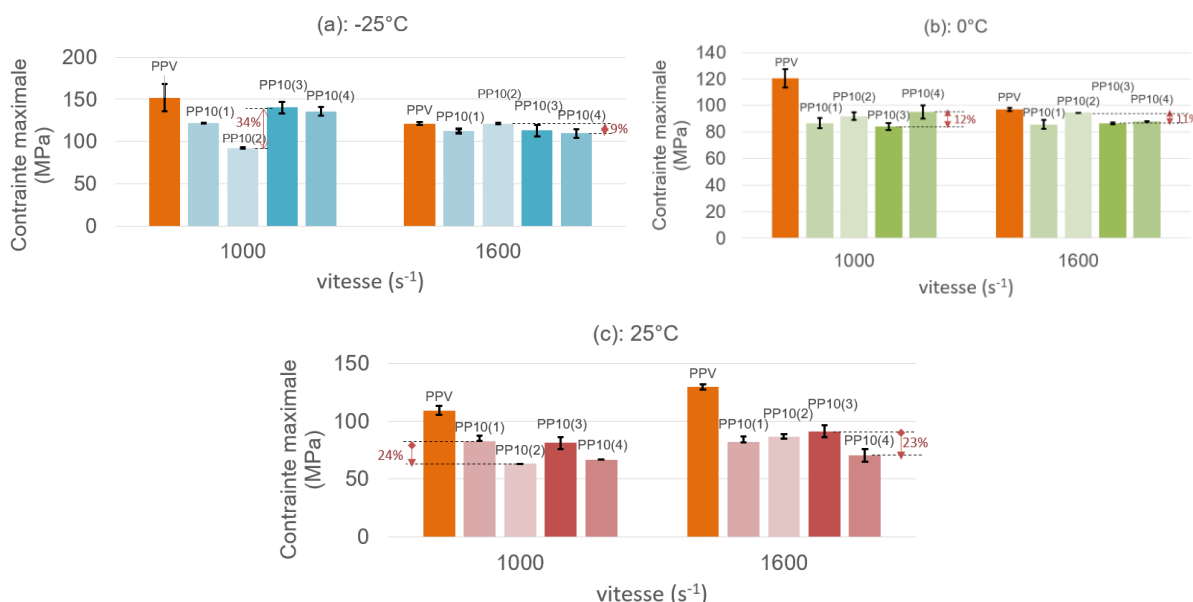 (a): -25°C
Contrainte maximale
(MPa)
200
150
100
50
0
PPV
PP10(1)
PP10(2)
PP10(3)
PP10(4)
34%
PPV
PP10(1)
PP10(2)
PP10(3)
PP10(4)
9%
1000
1600
vitesse (s⁻¹)
(b): 0°C
Contrainte maximale
(MPa)
140
120
100
80
60
40
20
0
PPV
PP10(1)
PP10(2)
PP10(3)
PP10(4)
12%
PPV
PP10(1)
PP10(2)
PP10(3)
PP10(4)
11%
1000
1600
vitesse (s⁻¹)
(c): 25°C
Contrainte maximale
(MPa)
150
100
50
0
24%
PPV
PP10(1)
PP10(2)
PP10(3)
PP10(4)
PPV
PP10(1)
PP10(2)
PP10(3)
PP10(4)
23%
1000
1600
vitesse (s⁻¹)